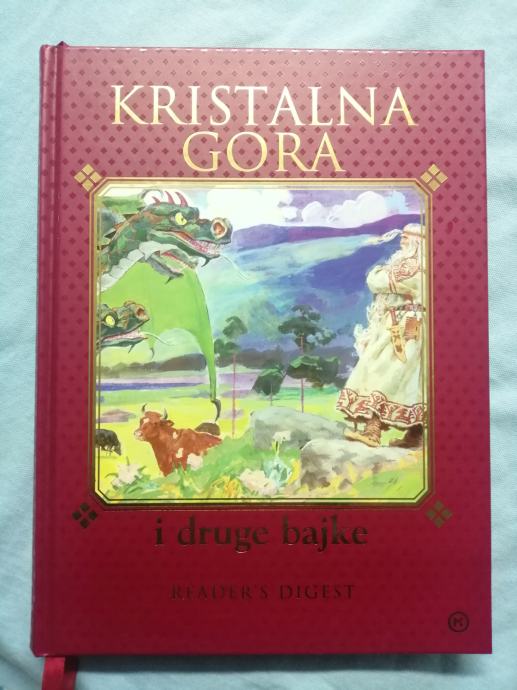 KRISTALNA
GORA
i druge bajke
READER'S DIGEST
M